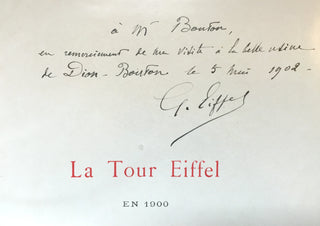 à Mr Bouton,
en remerciement de ma visite à la belle usine
de Dion-Bouton le 5 mai 1902 -
G. Eiffel
La Tour Eiffel
EN 1900